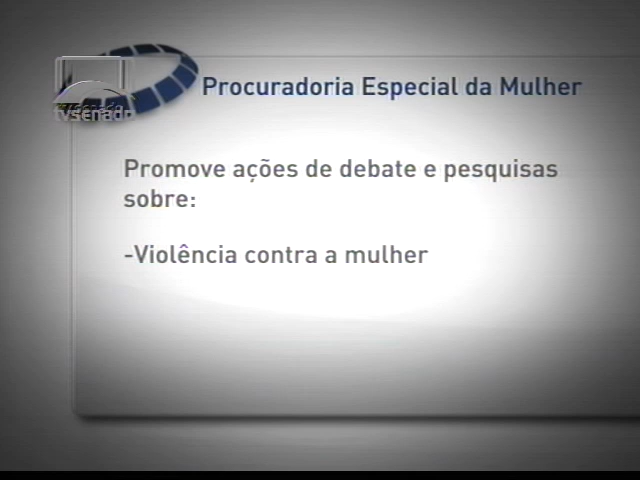 Procuradoria Especial da Mulher
tvsenado
Promove ações de debate e pesquisas
sobre:
-Violência contra a mulher